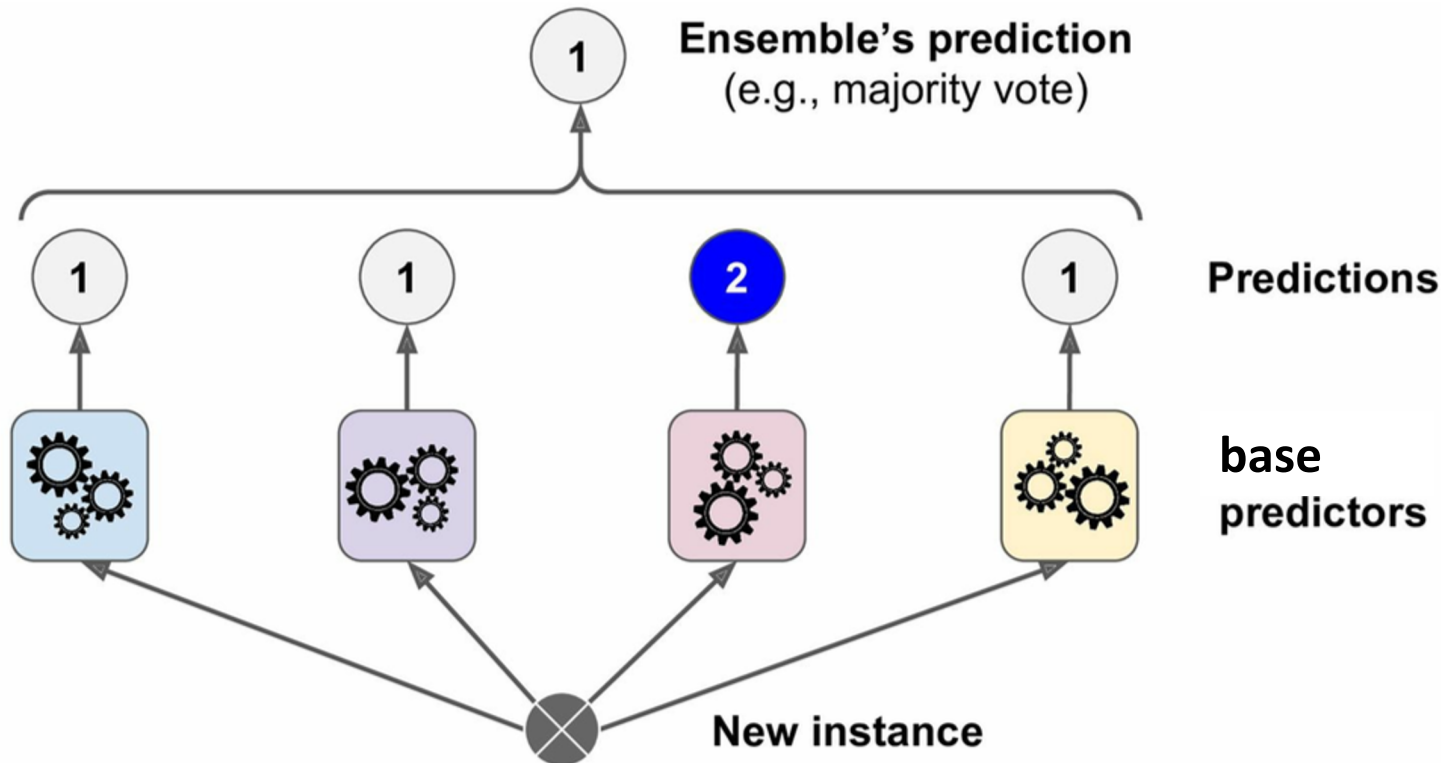 1
Ensemble’s prediction
(e.g., majority vote)
1
1
2
1
Predictions
base
predictors
New instance